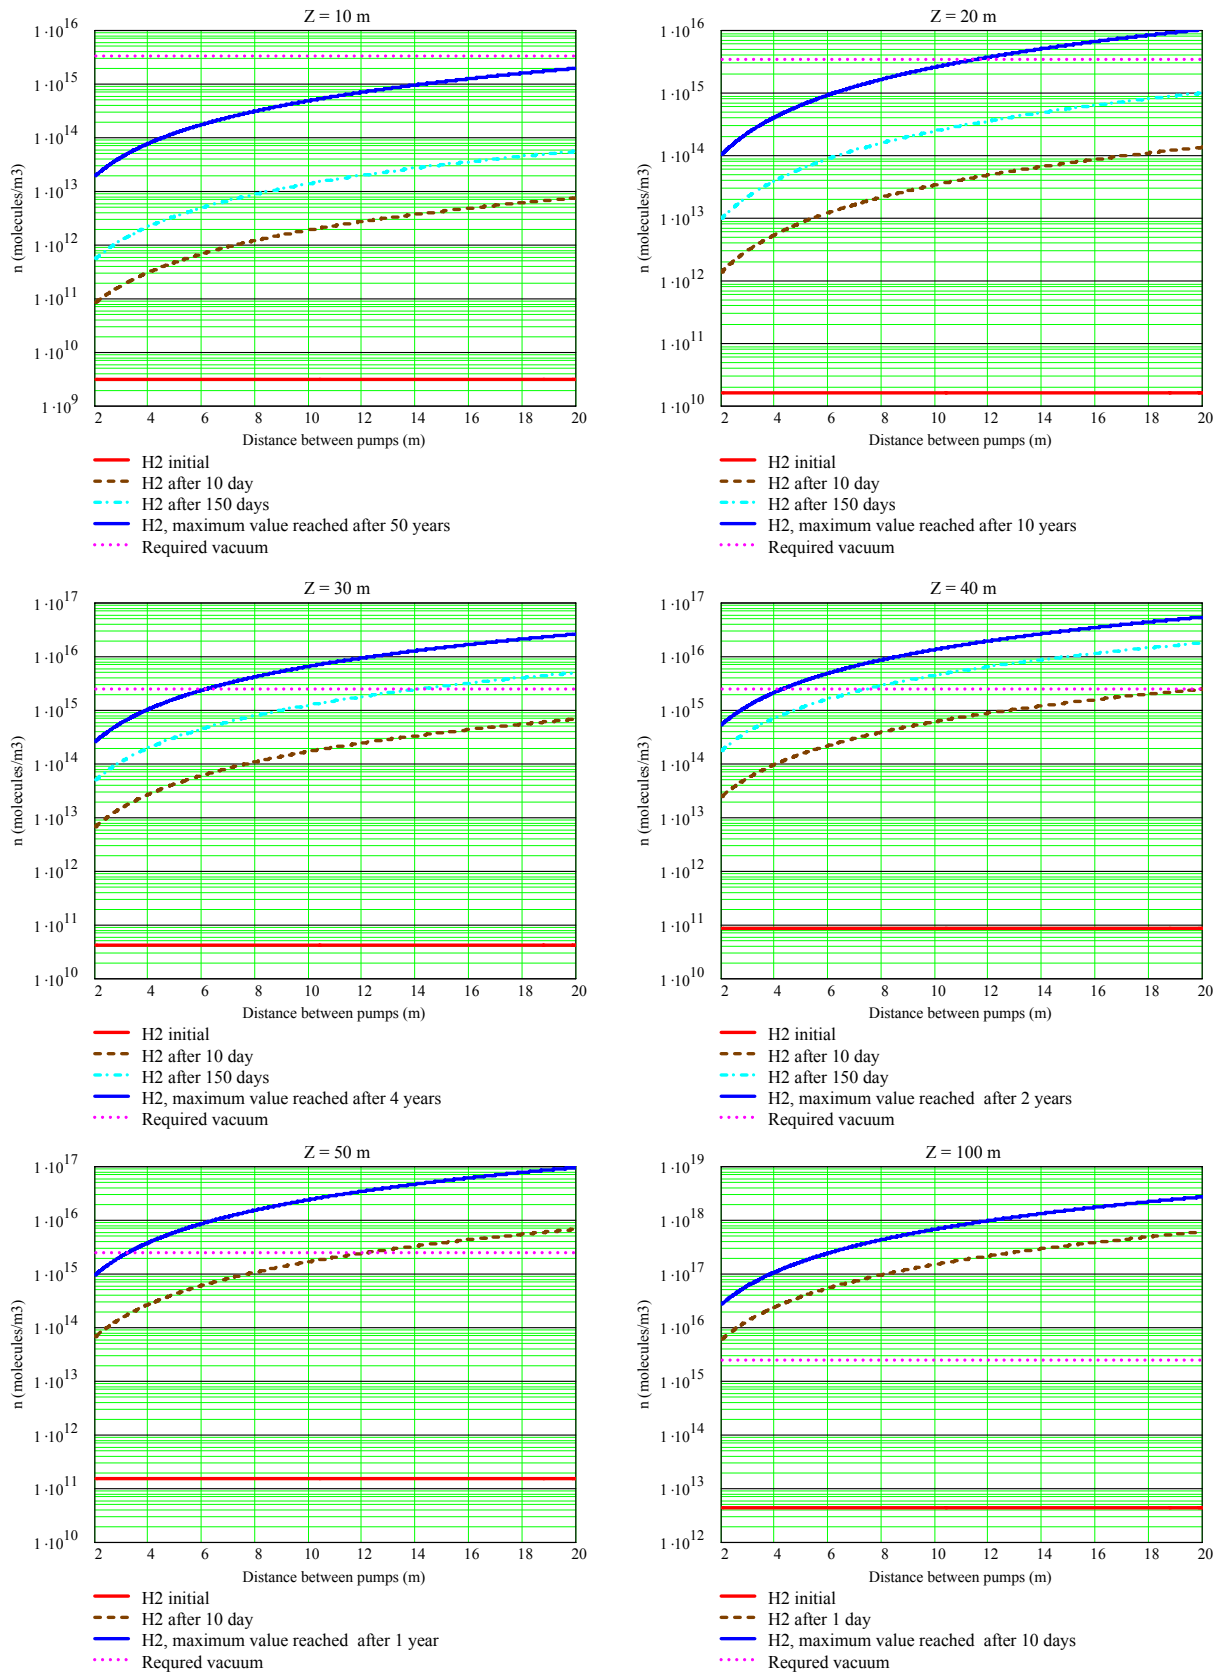 Z = 10 m
n (molecules/m3)
1·10^16
1·10^15
1·10^14
1·10^13
1·10^12
1·10^11
1·10^10
1·10^9
2 4 6 8 10 12 14 16 18 20
Distance between pumps (m)
H2 initial
H2 after 10 day
H2 after 150 days
H2, maximum value reached after 50 years
Required vacuum
Z = 20 m
n (molecules/m3)
1·10^16
1·10^15
1·10^14
1·10^13
1·10^12
1·10^11
1·10^10
2 4 6 8 10 12 14 16 18 20
Distance between pumps (m)
H2 initial
H2 after 10 day
H2 after 150 days
H2, maximum value reached after 10 years
Required vacuum
Z = 30 m
n (molecules/m3)
1·10^17
1·10^16
1·10^15
1·10^14
1·10^13
1·10^12
1·10^11
1·10^10
2 4 6 8 10 12 14 16 18 20
Distance between pumps (m)
H2 initial
H2 after 10 day
H2 after 150 days
H2, maximum value reached after 4 years
Required vacuum
Z = 40 m
n (molecules/m3)
1·10^17
1·10^16
1·10^15
1·10^14
1·10^13
1·10^12
1·10^11
1·10^10
2 4 6 8 10 12 14 16 18 20
Distance between pumps (m)
H2 initial
H2 after 10 day
H2 after 150 day
H2, maximum value reached after 2 years
Required vacuum
Z = 50 m
n (molecules/m3)
1·10^17
1·10^16
1·10^15
1·10^14
1·10^13
1·10^12
1·10^11
1·10^10
2 4 6 8 10 12 14 16 18 20
Distance between pumps (m)
H2 initial
H2 after 10 day
H2, maximum value reached after 1 year
Requred vacuum
Z = 100 m
n (molecules/m3)
1·10^19
1·10^18
1·10^17
1·10^16
1·10^15
1·10^14
1·10^13
1·10^12
2 4 6 8 10 12 14 16 18 20
Distance between pumps (m)
H2 initial
H2 after 1 day
H2, maximum value reached after 10 days
Required vacuum